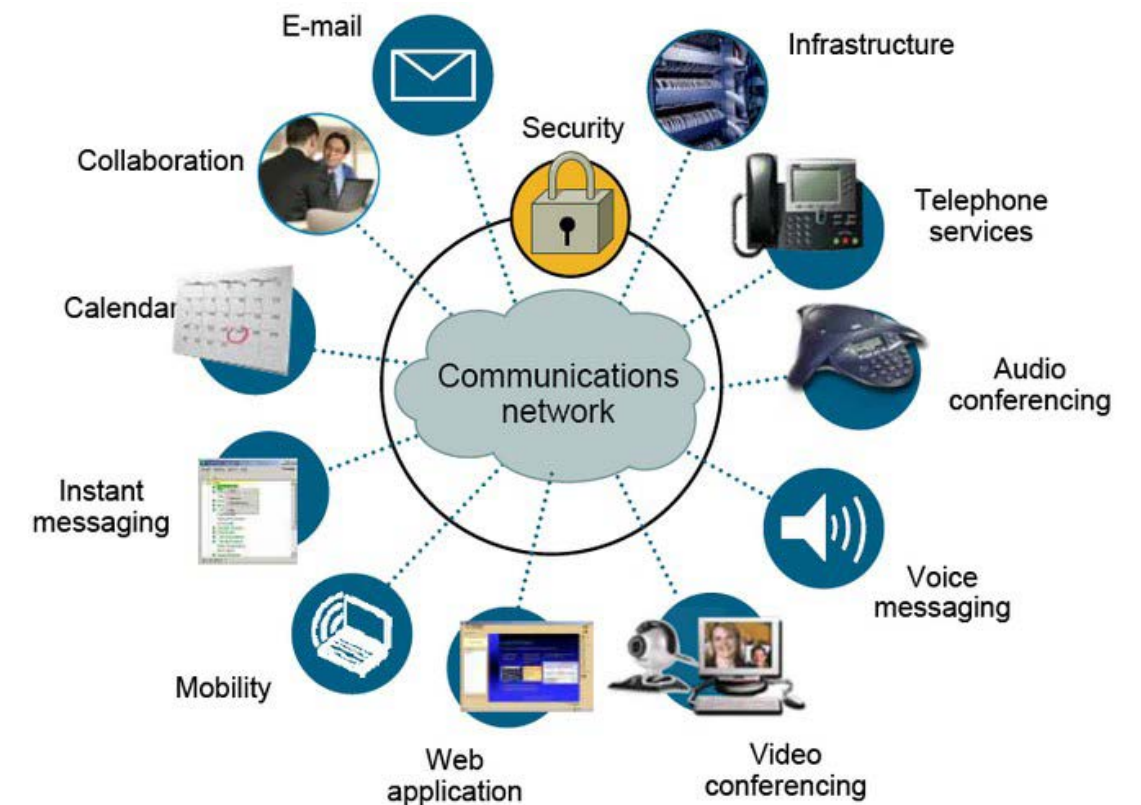 E-mail
Infrastructure
Security
Collaboration
Telephone
services
Calendar
Communications
network
Audio
conferencing
Instant
messaging
Voice
messaging
Mobility
Web
application
Video
conferencing